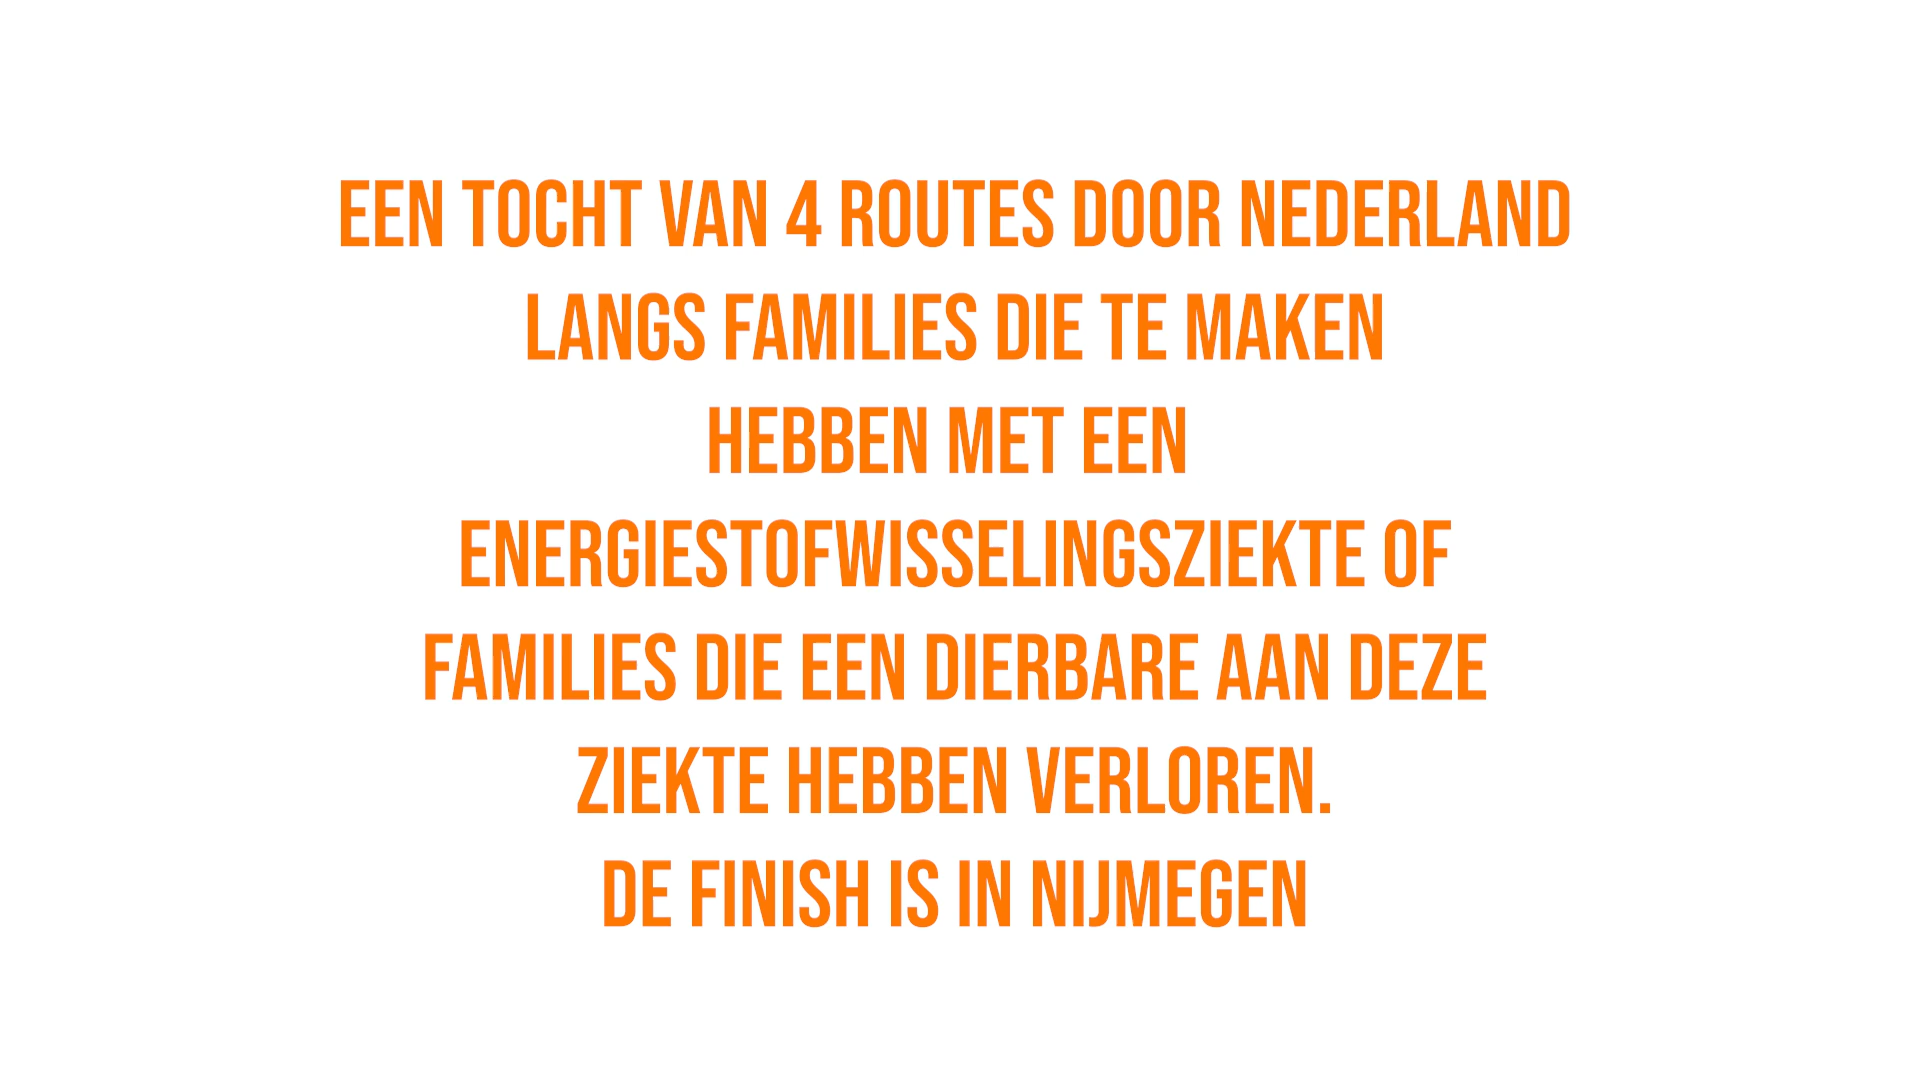 EEN TOCHT VAN 4 ROUTES DOOR NEDERLAND
LANGS FAMILIES DIE TE MAKEN
HEBBEN MET EEN
ENERGIESTOFWISSELINGSZIEKTE OF
FAMILIES DIE EEN DIERBARE AAN DEZE
ZIEKTE HEBBEN VERLOREN.
DE FINISH IS IN NIJMEGEN